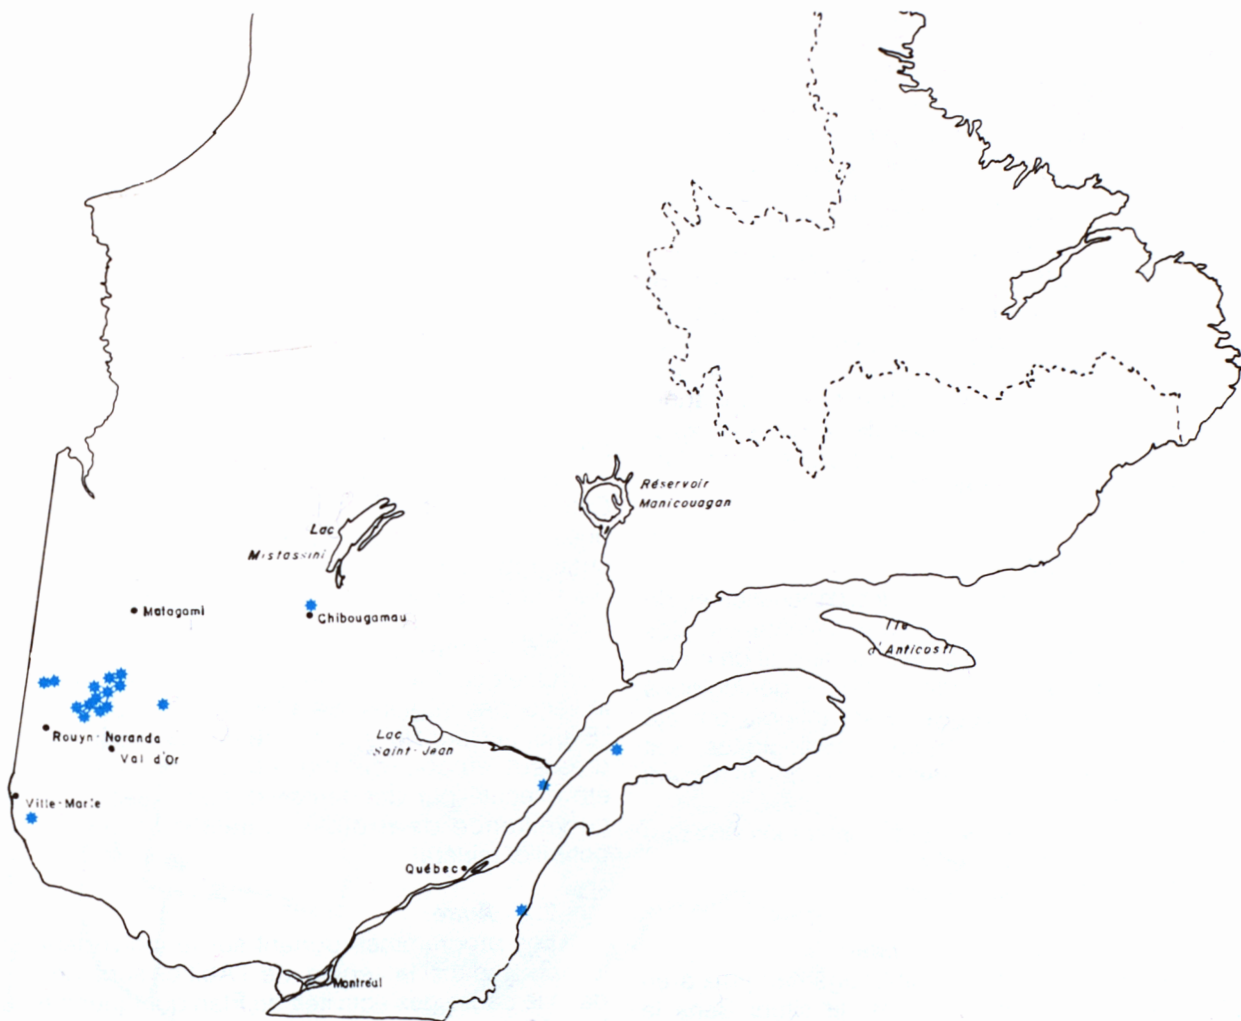 Réservoir
Manicouagan
Lac
Mistassini
Matagami
Chibougamau
Ile
d'Anticosti
Rouyn-Noranda
Val d'Or
Lac
Saint-Jean
Ville-Marie
Québec
Montréal